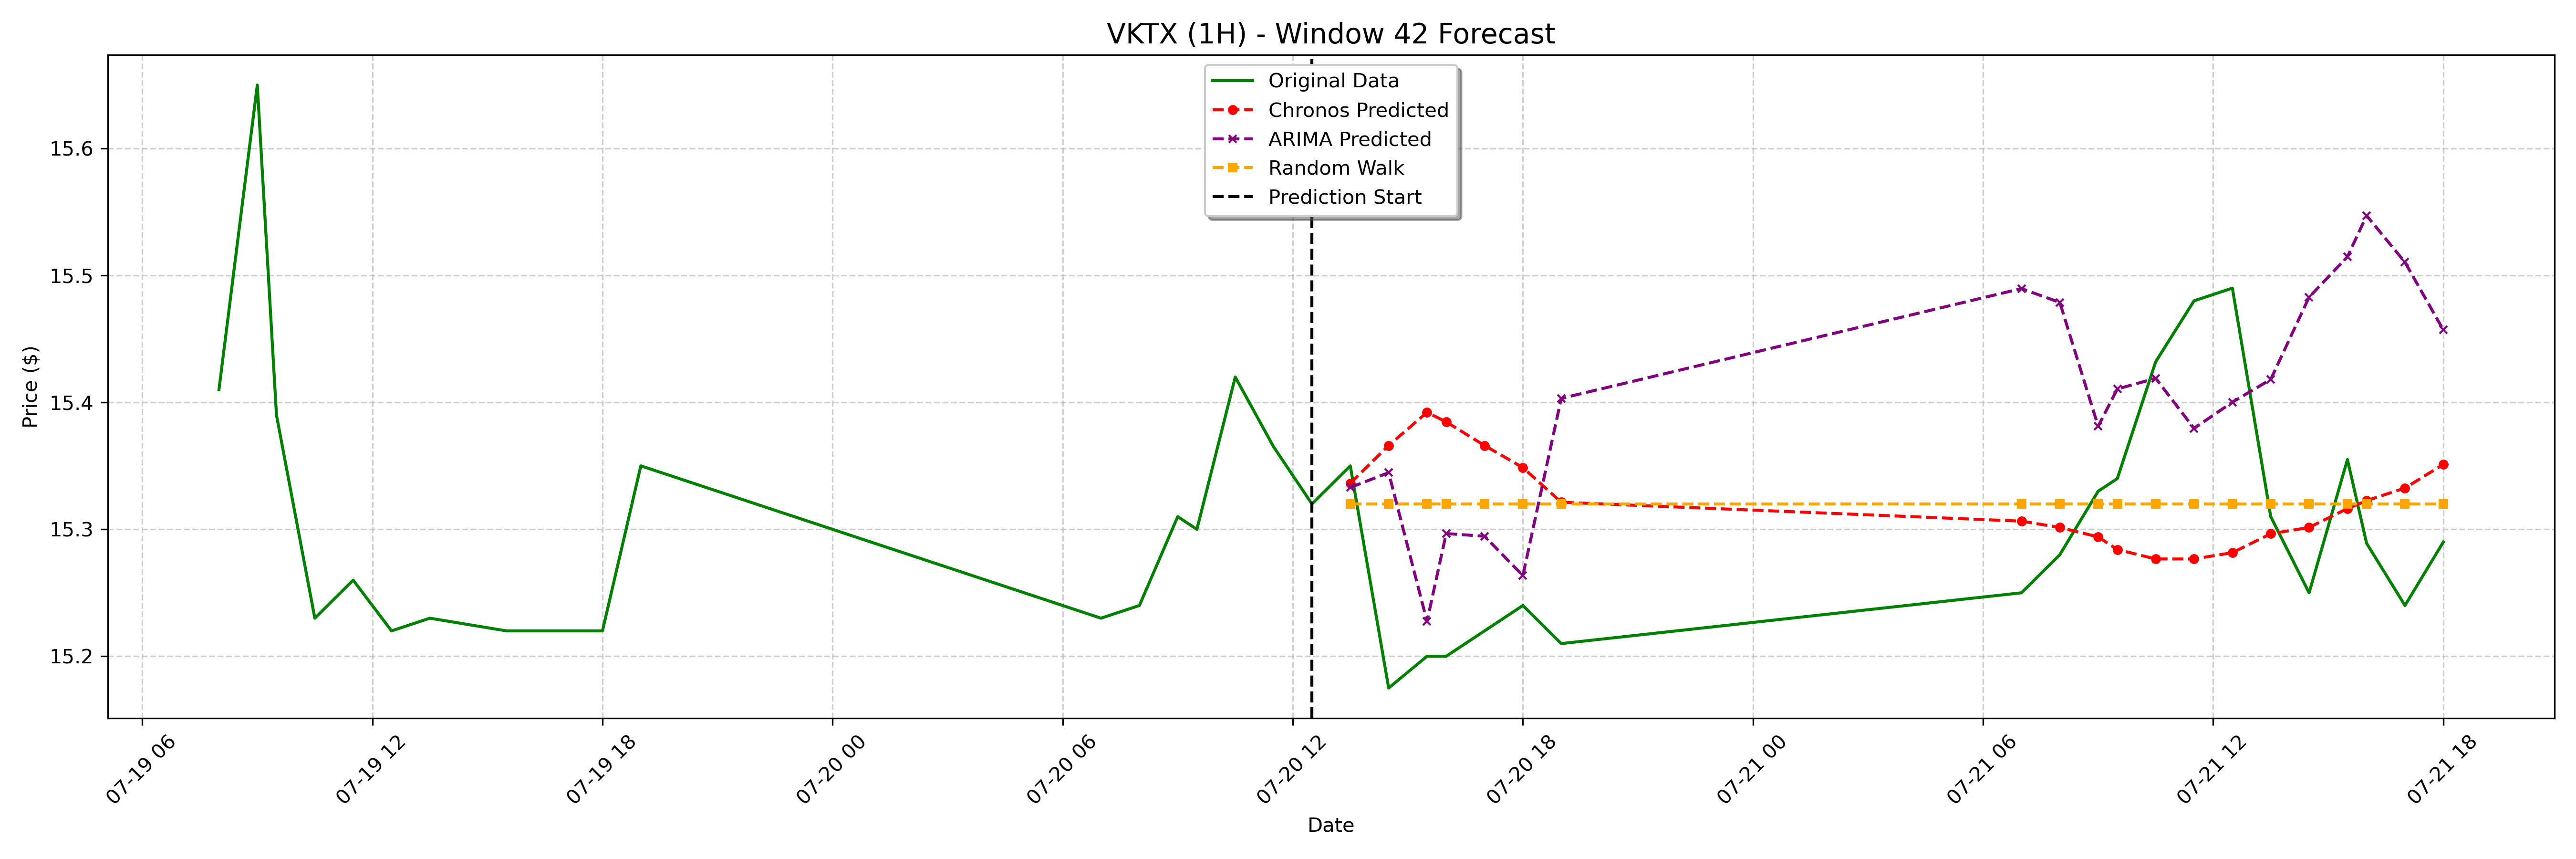 VKTX (1H) - Window 42 Forecast
Original Data
Chronos Predicted
ARIMA Predicted
Random Walk
Prediction Start
Price ($)
15.6
15.5
15.4
15.3
15.2
07-19 06
07-19 12
07-19 18
07-20 00
07-20 06
07-20 12
07-20 18
07-21 00
07-21 06
07-21 12
07-21 18
Date